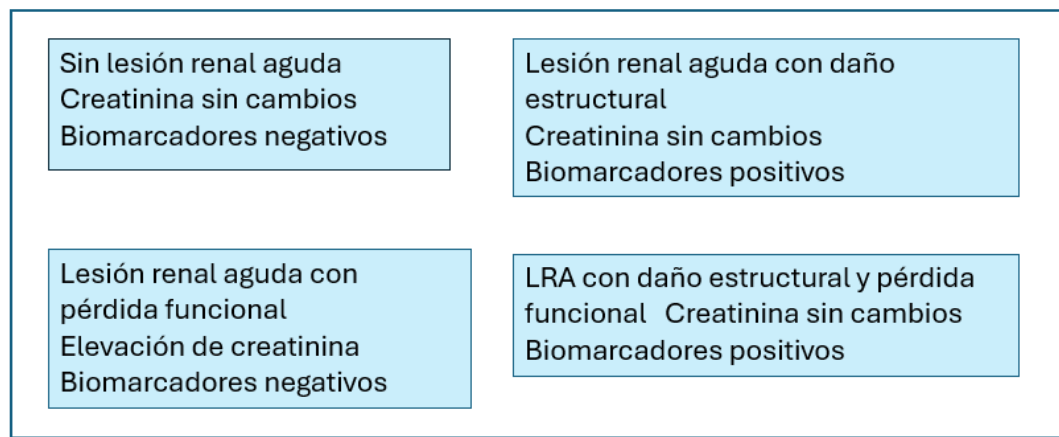 Sin lesión renal aguda
Creatinina sin cambios
Biomarcadores negativos
Lesión renal aguda con daño
estructural
Creatinina sin cambios
Biomarcadores positivos
Lesión renal aguda con
pérdida funcional
Elevación de creatinina
Biomarcadores negativos
LRA con daño estructural y pérdida
funcional Creatinina sin cambios
Biomarcadores positivos